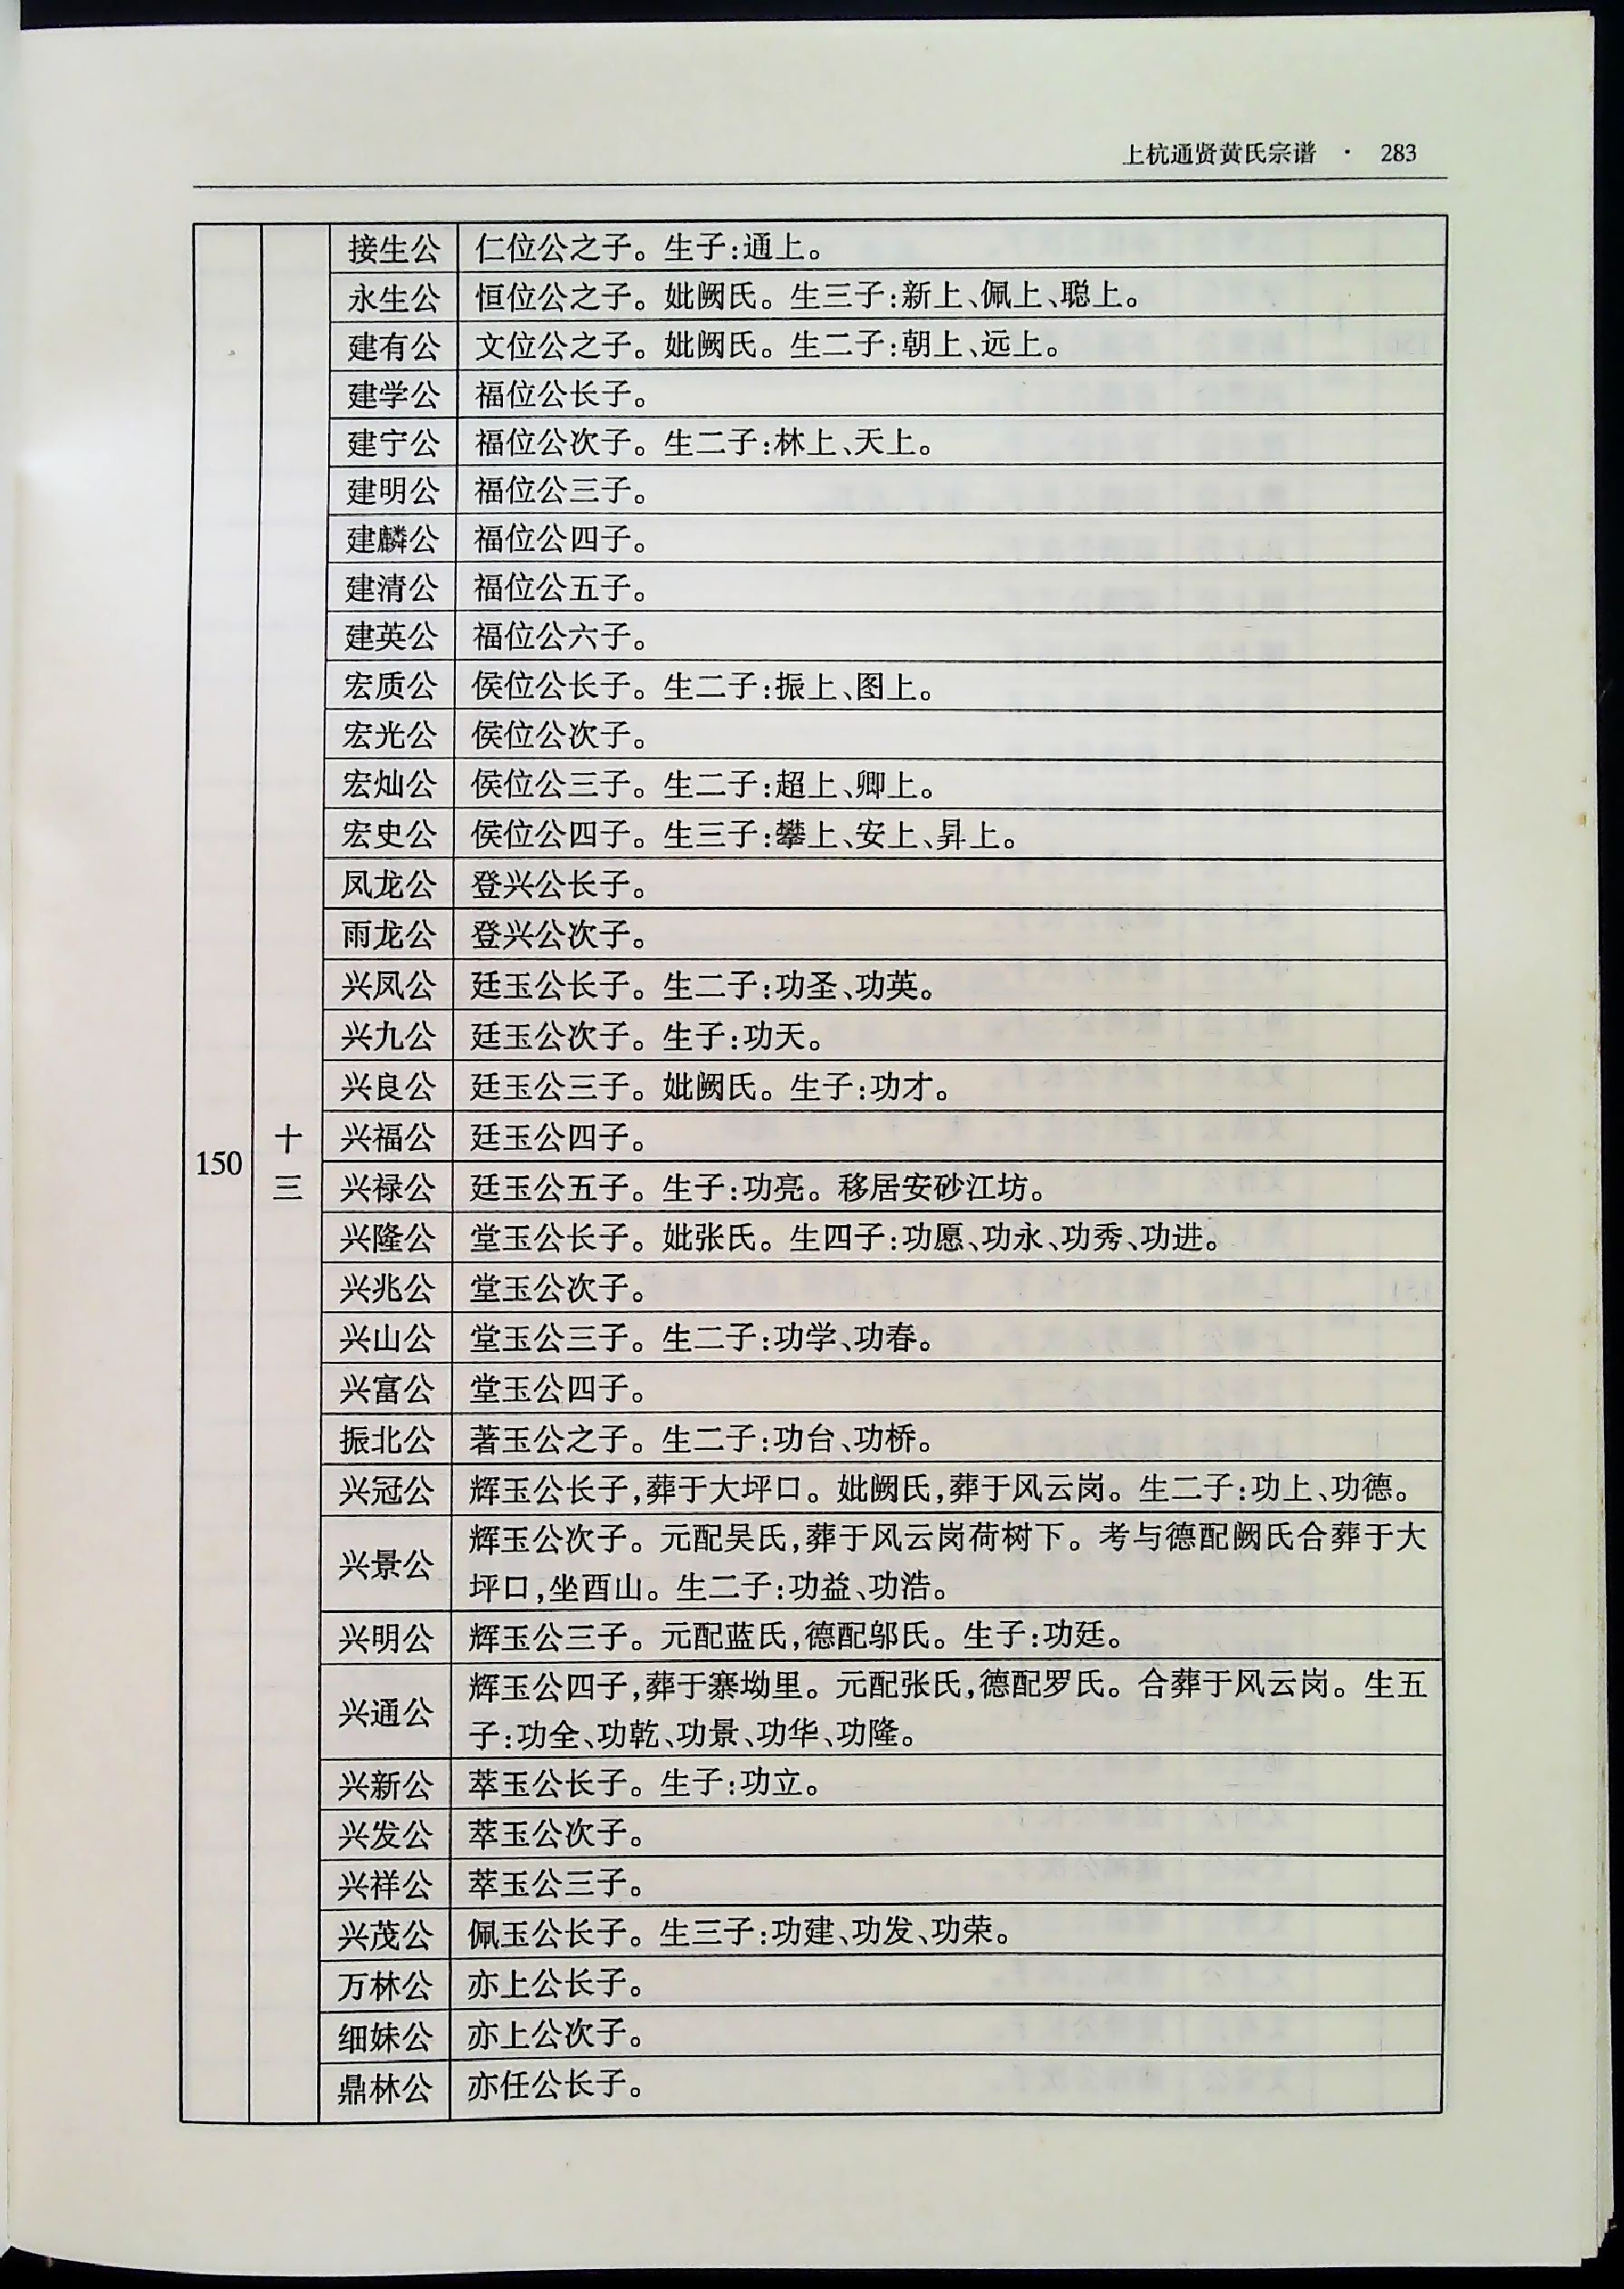 上杭通贤黄氏宗谱 · 283
接生公 仁位公之子。生子:通上。
永生公 恒位公之子。妣阙氏。生三子:新上、佩上、聪上。
建有公 文位公之子。妣阙氏。生二子:朝上、远上。
建学公 福位公长子。
建宁公 福位公次子。生二子:林上、天上。
建明公 福位公三子。
建麟公 福位公四子。
建清公 福位公五子。
建英公 福位公六子。
宏质公 侯位公长子。生二子:振上、图上。
宏光公 侯位公次子。
宏灿公 侯位公三子。生二子:超上、卿上。
宏史公 侯位公四子。生三子:攀上、安上、昇上。
凤龙公 登兴公长子。
雨龙公 登兴公次子。
兴凤公 廷玉公长子。生二子:功圣、功英。
兴九公 廷玉公次子。生子:功天。
兴良公 廷玉公三子。妣阙氏。生子:功才。
150 十三 兴福公 廷玉公四子。
兴禄公 廷玉公五子。生子:功亮。移居安砂江坊。
兴隆公 堂玉公长子。妣张氏。生四子:功愿、功永、功秀、功进。
兴兆公 堂玉公次子。
兴山公 堂玉公三子。生二子:功学、功春。
兴富公 堂玉公四子。
振北公 著玉公之子。生二子:功台、功桥。
兴冠公 辉玉公长子,葬于大坪口。妣阙氏,葬于风云岗。生二子:功上、功德。
兴景公 辉玉公次子。元配吴氏,葬于风云岗荷树下。考与德配阙氏合葬于大
坪口,坐酉山。生二子:功益、功浩。
兴明公 辉玉公三子。元配蓝氏,德配邬氏。生子:功廷。
兴通公 辉玉公四子,葬于寨坳里。元配张氏,德配罗氏。合葬于风云岗。生五
子:功全、功乾、功景、功华、功隆。
兴新公 萃玉公长子。生子:功立。
兴发公 萃玉公次子。
兴祥公 萃玉公三子。
兴茂公 佩玉公长子。生三子:功建、功发、功荣。
万林公 亦上公长子。
细妹公 亦上公次子。
鼎林公 亦任公长子。